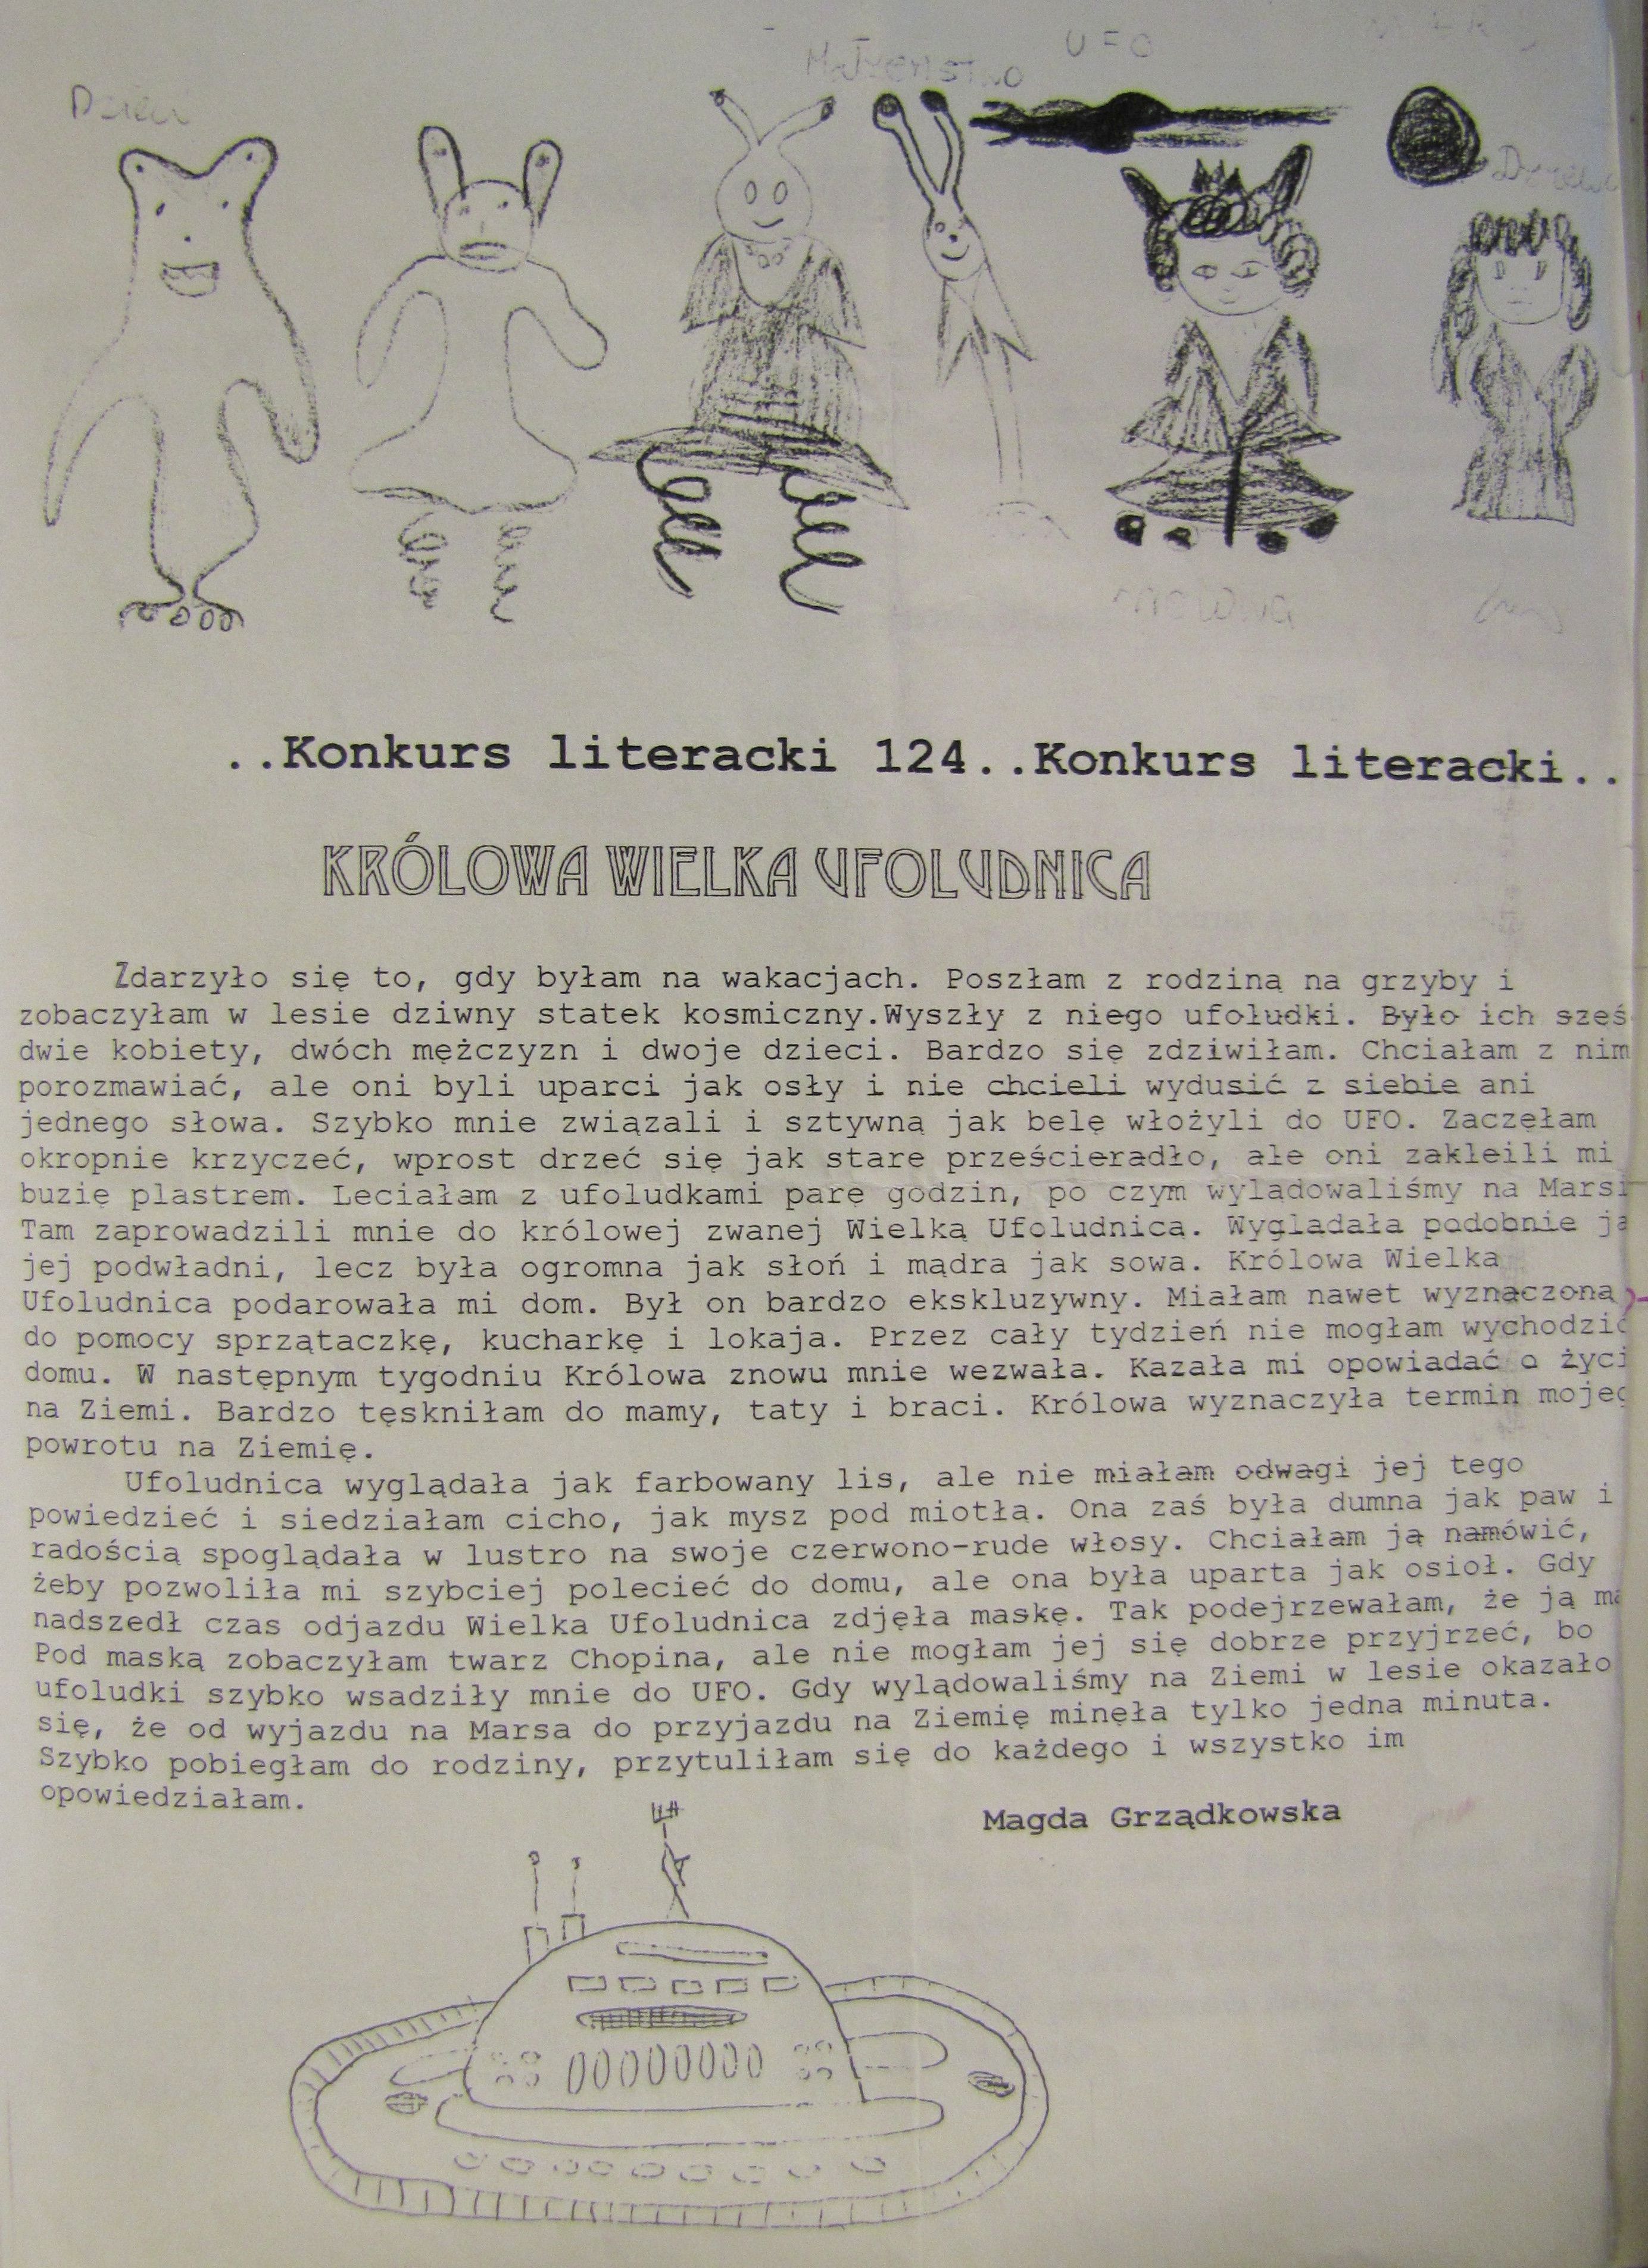 UFO
..Konkurs literacki 124..Konkurs literacki..
KRÓLOWA WIELKA UFOLUDNICA
Zdarzyło się to, gdy byłam na wakacjach. Poszłam z rodziną na grzyby i
zobaczyłam w lesie dziwny statek kosmiczny.Wyszły z niego ufoludki. Było ich sześ
dwie kobiety, dwóch mężczyzn i dwoje dzieci. Bardzo się zdziwiłam. Chciałam z nim
porozmawiać, ale oni byli uparci jak osły i nie chcieli wydusić z siebie ani
jednego słowa. Szybko mnie związali i sztywną jak belę włożyli do UFO. Zaczęłam
okropnie krzyczeć, wprost drzeć się jak stare prześcieradło, ale oni zakleili mi
buzię plastrem. Leciałam z ufoludkami parę godzin, po czym wylądowaliśmy na Marsi
Tam zaprowadzili mnie do królowej zwanej Wielką Ufoludnicą. Wyglądała podobnie ja
jej podwładni, lecz była ogromna jak słoń i mądra jak sowa. Królowa Wielka
Ufoludnica podarowała mi dom. Był on bardzo ekskluzywny. Miałam nawet wyznaczoną
do pomocy sprzątaczkę, kucharkę i lokaja. Przez cały tydzień nie mogłam wychodzić
domu. W następnym tygodniu Królowa znowu mnie wezwała. Kazała mi opowiadać o życi
na Ziemi. Bardzo tęskniłam do mamy, taty i braci. Królowa wyznaczyła termin mojeg
powrotu na Ziemię.
Ufoludnica wyglądała jak farbowany lis, ale nie miałam odwagi jej tego
powiedzieć i siedziałam cicho, jak mysz pod miotłą. Ona zaś była dumna jak paw i
radością spoglądała w lustro na swoje czerwono-rude włosy. Chciałam ją namówić,
żeby pozwoliła mi szybciej polecieć do domu, ale ona była uparta jak osioł. Gdy
nadszedł czas odjazdu Wielka Ufoludnica zdjęła maskę. Tak podejrzewałam, że ją ma
Pod maską zobaczyłam twarz Chopina, ale nie mogłam jej się dobrze przyjrzeć, bo
ufoludki szybko wsadziły mnie do UFO. Gdy wylądowaliśmy na Ziemi w lesie okazało
się, że od wyjazdu na Marsa do przyjazdu na Ziemię minęła tylko jedna minuta.
Szybko pobiegłam do rodziny, przytuliłam się do każdego i wszystko im
opowiedziałam.
Magda Grządkowska